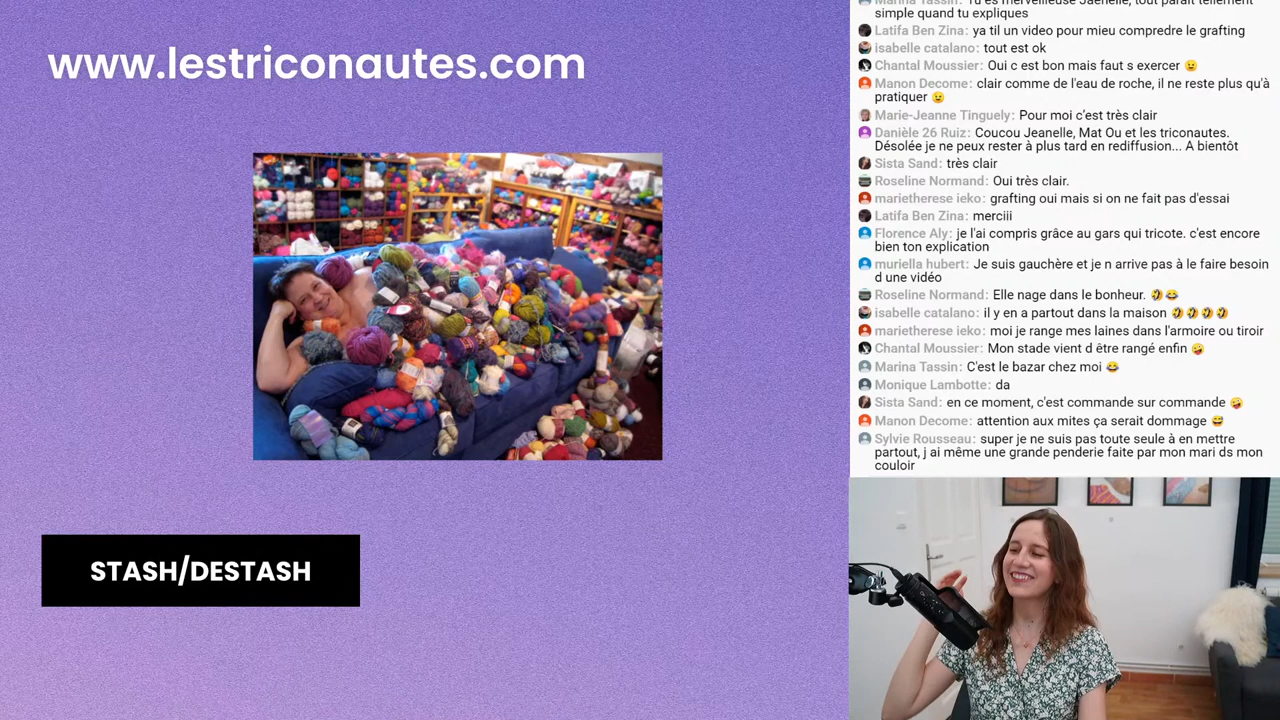 www.lestriconautes.com
STASH/DESTASH
Marina Tassin: Tu es merveilleuse Jaenelle, tout paraît tellement
simple quand tu expliques
Latifa Ben Zina: ya til un video pour mieu compredre le grafting
isabelle catalano: tout est ok
Chantal Moussier: Oui c est bon mais faut s exercer 😉
Manon Decome: clair comme de l'eau de roche, il ne reste plus qu'à
pratiquer 😉
Marie-Jeanne Tinguely: Pour moi c'est très clair
Danièle 26 Ruiz: Coucou Jeanelle, Mat Ou et les triconautes.
Désolée je ne peux rester à plus tard en rediffusion... A bientôt
Sista Sand: très clair
Roseline Normand: Oui très clair.
marietherese ieko: grafting oui mais si on ne fait pas d'essai
Latifa Ben Zina: merciii
Florence Aly: je l'ai compris grâce au gars qui tricote. c'est encore
bien ton explication
muriella hubert: Je suis gauchère et je n arrive pas à le faire besoin
d une vidéo
Roseline Normand: Elle nage dans le bonheur. 🤣😂
isabelle catalano: il y en a partout dans la maison 🤣🤣🤣🤣
marietherese ieko: moi je range mes laines dans l'armoire ou tiroir
Chantal Moussier: Mon stade vient d être rangé enfin 🤪
Marina Tassin: C'est le bazar chez moi 😂
Monique Lambotte: da
Sista Sand: en ce moment, c'est commande sur commande 🤪
Manon Decome: attention aux mites ça serait dommage 😅
Sylvie Rousseau: super je ne suis pas toute seule à en mettre
partout, j ai même une grande penderie faite par mon mari ds mon
couloir